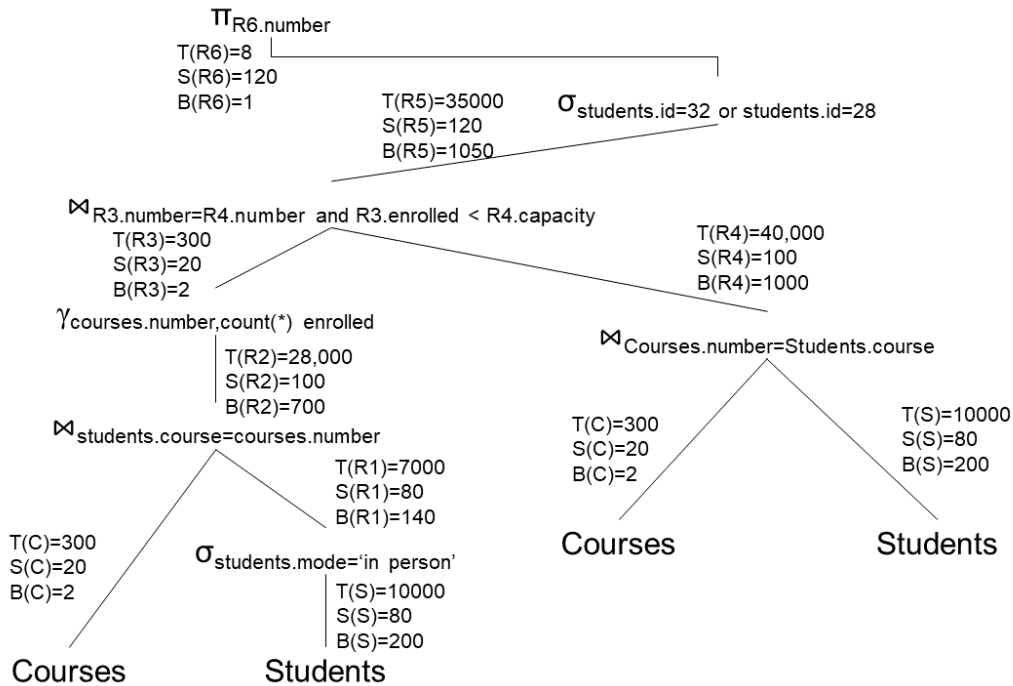 π R6.number
T(R6)=8
S(R6)=120
B(R6)=1
T(R5)=35000
S(R5)=120
B(R5)=1050
σ students.id=32 or students.id=28
⋈ R3.number=R4.number and R3.enrolled < R4.capacity
T(R3)=300
S(R3)=20
B(R3)=2
T(R4)=40,000
S(R4)=100
B(R4)=1000
γ courses.number,count(*) enrolled
⋈ Courses.number=Students.course
T(R2)=28,000
S(R2)=100
B(R2)=700
⋈ students.course=courses.number
T(C)=300
S(C)=20
B(C)=2
T(S)=10000
S(S)=80
B(S)=200
T(R1)=7000
S(R1)=80
B(R1)=140
Courses
Students
T(C)=300
S(C)=20
B(C)=2
σ students.mode=‘in person’
T(S)=10000
S(S)=80
B(S)=200
Courses
Students